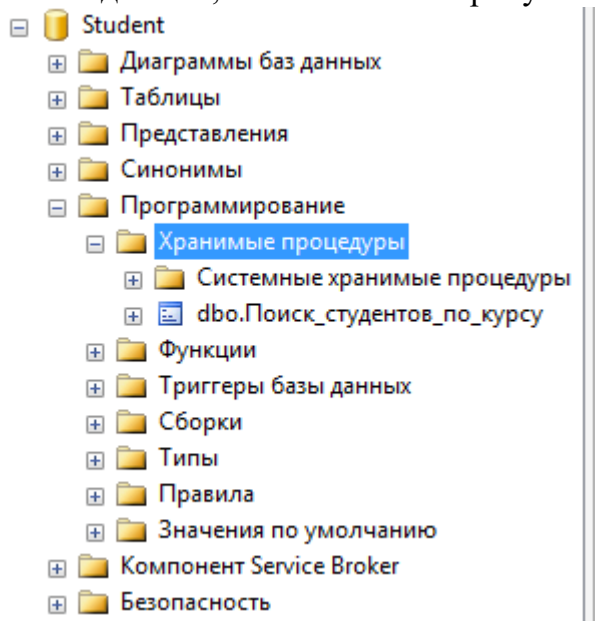 Student
Диаграммы баз данных
Таблицы
Представления
Синонимы
Программирование
Хранимые процедуры
Системные хранимые процедуры
dbo.Поиск_студентов_по_курсу
Функции
Триггеры базы данных
Сборки
Типы
Правила
Значения по умолчанию
Компонент Service Broker
Безопасность